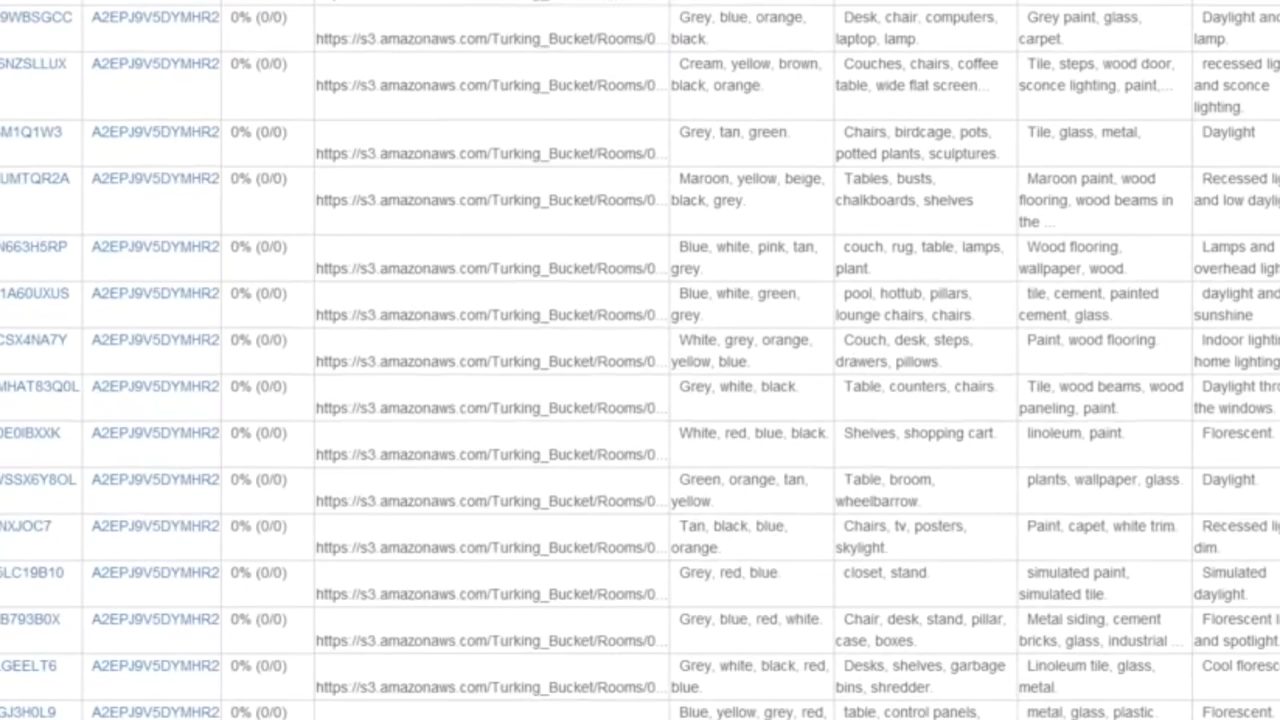 9WBSGCC A2EPJ9V5DYMHR2 0% (0/0) https://s3.amazonaws.com/Turking_Bucket/Rooms/0... Grey, blue, orange, black. Desk, chair, computers, laptop, lamp. Grey paint, glass, carpet. Daylight and lamp.
6NZSLLUX A2EPJ9V5DYMHR2 0% (0/0) https://s3.amazonaws.com/Turking_Bucket/Rooms/0... Cream, yellow, brown, black, orange. Couches, chairs, coffee table, wide flat screen... Tile, steps, wood door, sconce lighting, paint,... recessed lig and sconce lighting.
M1Q1W3 A2EPJ9V5DYMHR2 0% (0/0) https://s3.amazonaws.com/Turking_Bucket/Rooms/0... Grey, tan, green. Chairs, birdcage, pots, potted plants, sculptures. Tile, glass, metal, Daylight
UMTQR2A A2EPJ9V5DYMHR2 0% (0/0) https://s3.amazonaws.com/Turking_Bucket/Rooms/0... Maroon, yellow, beige, black, grey. Tables, busts, chalkboards, shelves Maroon paint, wood flooring, wood beams in the ... Recessed lig and low dayli
N663H5RP A2EPJ9V5DYMHR2 0% (0/0) https://s3.amazonaws.com/Turking_Bucket/Rooms/0... Blue, white, pink, tan, grey. couch, rug, table, lamps, plant. Wood flooring, wallpaper, wood. Lamps and overhead ligh
1A60UXUS A2EPJ9V5DYMHR2 0% (0/0) https://s3.amazonaws.com/Turking_Bucket/Rooms/0... Blue, white, green, grey. pool, hottub, pillars, lounge chairs, chairs. tile, cement, painted cement, glass. daylight and sunshine
CSX4NA7Y A2EPJ9V5DYMHR2 0% (0/0) https://s3.amazonaws.com/Turking_Bucket/Rooms/0... White, grey, orange, yellow, blue. Couch, desk, steps, drawers, pillows. Paint, wood flooring. Indoor lightin home lighting
MHAT83Q0L A2EPJ9V5DYMHR2 0% (0/0) https://s3.amazonaws.com/Turking_Bucket/Rooms/0... Grey, white, black. Table, counters, chairs. Tile, wood beams, wood paneling, paint. Daylight thro the windows.
0E0IBXXK A2EPJ9V5DYMHR2 0% (0/0) https://s3.amazonaws.com/Turking_Bucket/Rooms/0... White, red, blue, black. Shelves, shopping cart. linoleum, paint. Florescent.
WSSX6Y8OL A2EPJ9V5DYMHR2 0% (0/0) https://s3.amazonaws.com/Turking_Bucket/Rooms/0... Green, orange, tan, yellow. Table, broom, wheelbarrow. plants, wallpaper, glass. Daylight.
NXJOC7 A2EPJ9V5DYMHR2 0% (0/0) https://s3.amazonaws.com/Turking_Bucket/Rooms/0... Tan, black, blue, orange. Chairs, tv, posters, skylight. Paint, capet, white trim. Recessed li dim.
5LC19B10 A2EPJ9V5DYMHR2 0% (0/0) https://s3.amazonaws.com/Turking_Bucket/Rooms/0... Grey, red, blue. closet, stand. simulated paint, simulated tile. Simulated daylight.
B793B0X A2EPJ9V5DYMHR2 0% (0/0) https://s3.amazonaws.com/Turking_Bucket/Rooms/0... Grey, blue, red, white. Chair, desk, stand, pillar, case, boxes. Metal siding, cement bricks, glass, industrial ... Florescent l and spotlight.
GEELT6 A2EPJ9V5DYMHR2 0% (0/0) https://s3.amazonaws.com/Turking_Bucket/Rooms/0... Grey, white, black, red, blue. Desks, shelves, garbage bins, shredder. Linoleum tile, glass, metal. Cool floresc
GJ3H0L9 A2EPJ9V5DYMHR2 0% (0/0) Blue, yellow, grey, red, table, control panels, metal, glass, plastic. Florescent.